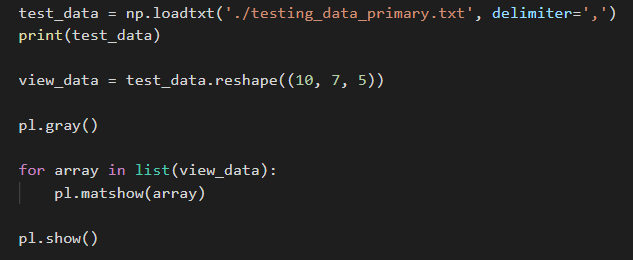 test_data = np.loadtxt('./testing_data_primary.txt', delimiter=',')
print(test_data)
view_data = test_data.reshape((10, 7, 5))
pl.gray()
for array in list(view_data):
    pl.matshow(array)
pl.show()